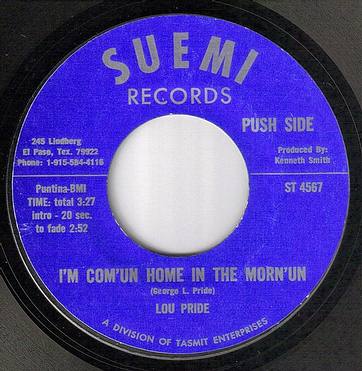 SUEMI
RECORDS
PUSH SIDE
245 Lindberg
El Paso, Tex. 79922
Phone: 1-915-584-4116
Produced By:
Kenneth Smith
Puntina-BMI
TIME: total 3:27
intro - 20 sec.
to fade 2:52
ST 4567
I'M COM'UN HOME IN THE MORN'UN
(George L. Pride)
LOU PRIDE
A DIVISION OF TASMIT ENTERPRISES